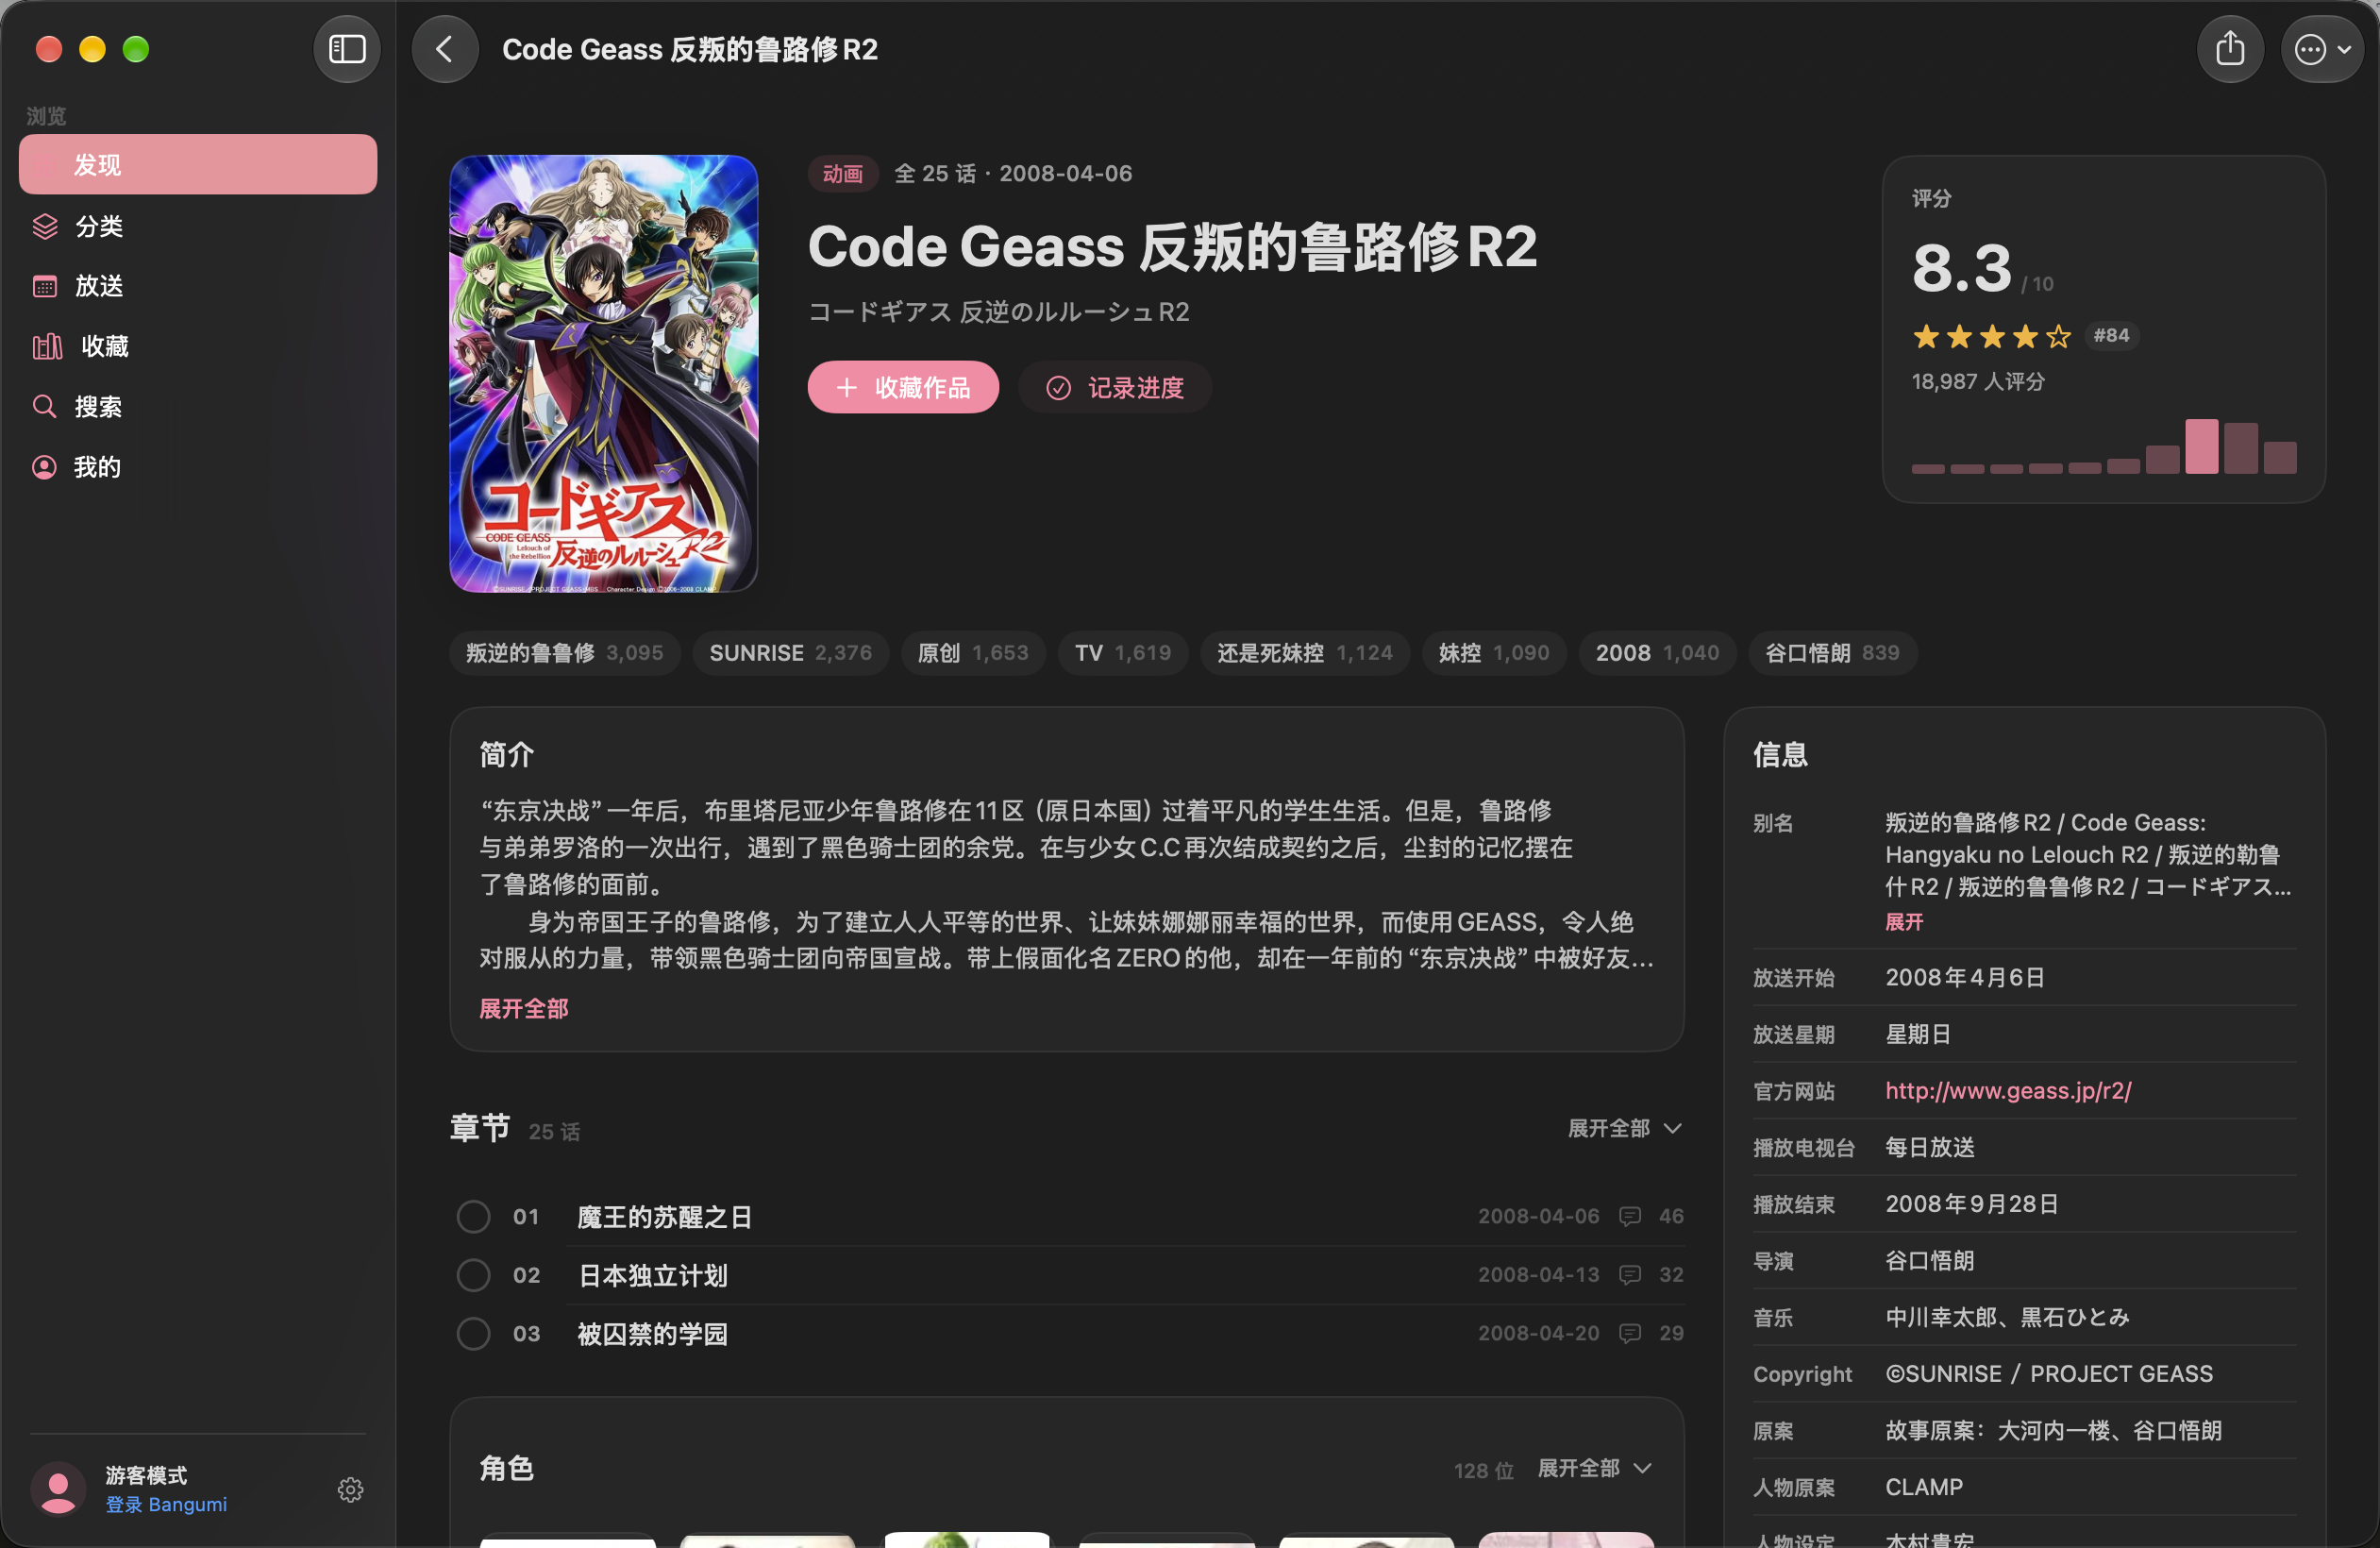 Code Geass 反叛的鲁路修R2
浏览
发现
分类
放送
收藏
搜索
我的
游客模式
登录 Bangumi
コードギアス
CODE GEASS
Lelouch of
the Rebellion
反逆のルルーシュ R2
动画
全 25 话 · 2008-04-06
Code Geass 反叛的鲁路修R2
コードギアス 反逆のルルーシュR2
收藏作品
记录进度
评分
8.3 / 10
#84
18,987 人评分
叛逆的鲁鲁修 3,095
SUNRISE 2,376
原创 1,653
TV 1,619
还是死妹控 1,124
妹控 1,090
2008 1,040
谷口悟朗 839
简介
“东京决战”一年后，布里塔尼亚少年鲁路修在11区（原日本国）过着平凡的学生生活。但是，鲁路修
与弟弟罗洛的一次出行，遇到了黑色骑士团的余党。在与少女C.C再次结成契约之后，尘封的记忆摆在
了鲁路修的面前。
身为帝国王子的鲁路修，为了建立人人平等的世界、让妹妹娜娜丽幸福的世界，而使用GEASS，令人绝
对服从的力量，带领黑色骑士团向帝国宣战。带上假面化名ZERO的他，却在一年前的“东京决战”中被好友...
展开全部
章节 25 话
展开全部
01 魔王的苏醒之日 2008-04-06 46
02 日本独立计划 2008-04-13 32
03 被囚禁的学园 2008-04-20 29
角色
128 位 展开全部
信息
别名 叛逆的鲁路修R2 / Code Geass:
Hangyaku no Lelouch R2 / 叛逆的勒鲁
什R2 / 叛逆的鲁鲁修R2 / コードギアス...
展开
放送开始 2008年4月6日
放送星期 星期日
官方网站 http://www.geass.jp/r2/
播放电视台 每日放送
播放结束 2008年9月28日
导演 谷口悟朗
音乐 中川幸太郎、黒石ひとみ
Copyright ©SUNRISE / PROJECT GEASS
原案 故事原案：大河内一楼、谷口悟朗
人物原案 CLAMP
人物设定 木村貴宏